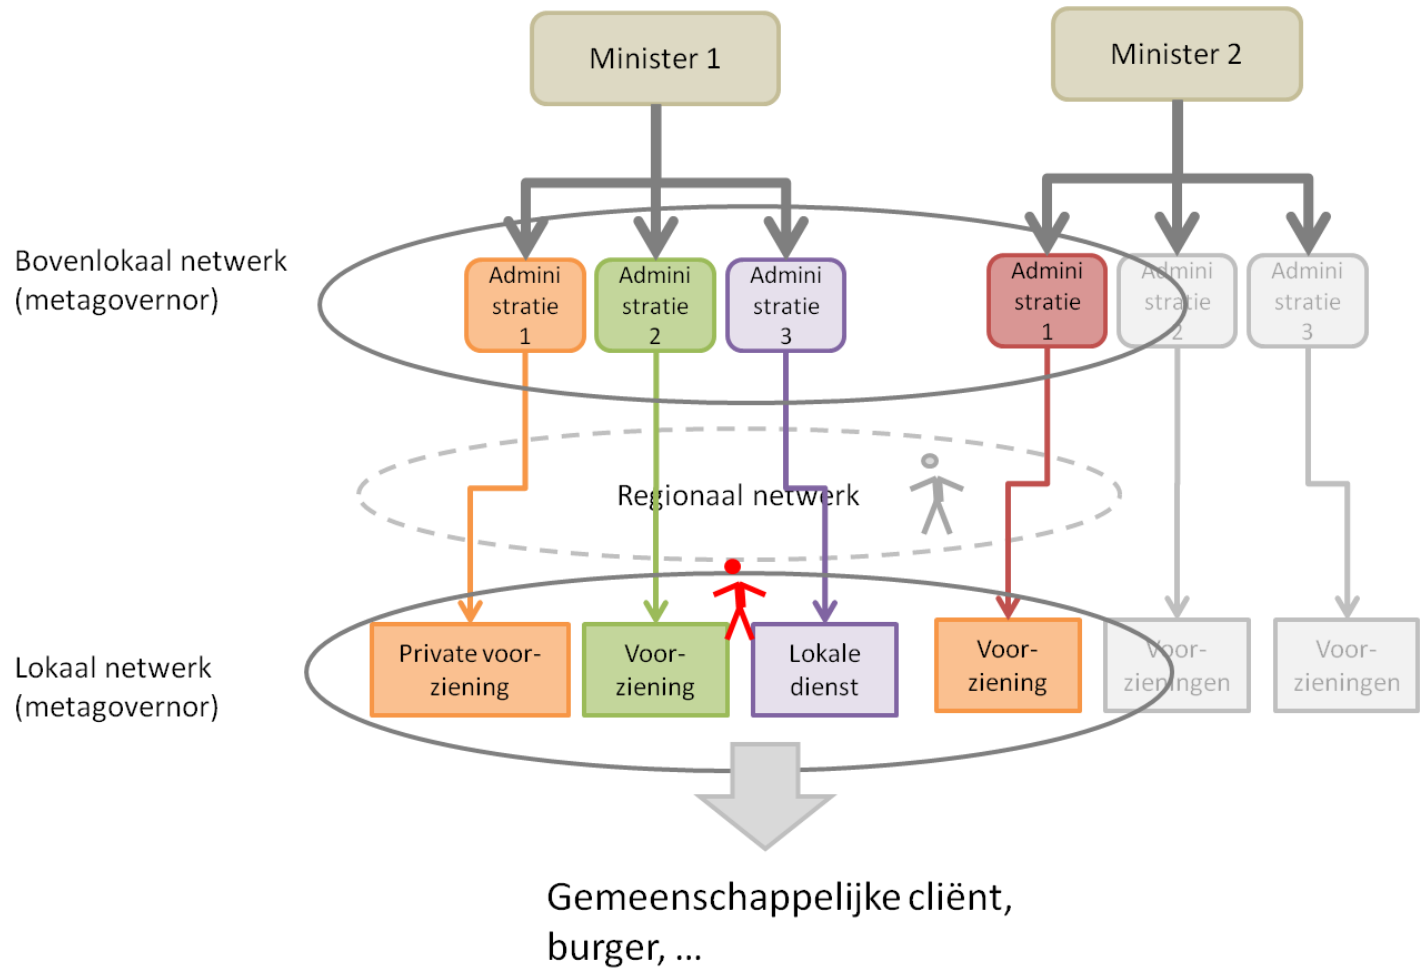 Minister 1
Minister 2
Bovenlokaal netwerk
(metagovernor)
Admini
stratie
1
Admini
stratie
2
Admini
stratie
3
Admini
stratie
1
Admini
stratie
2
Admini
stratie
3
Regionaal netwerk
Lokaal netwerk
(metagovernor)
Private voor-
ziening
Voor-
ziening
Lokale
dienst
Voor-
ziening
Voor-
zieningen
Voor-
zieningen
Gemeenschappelijke cliënt,
burger, ...